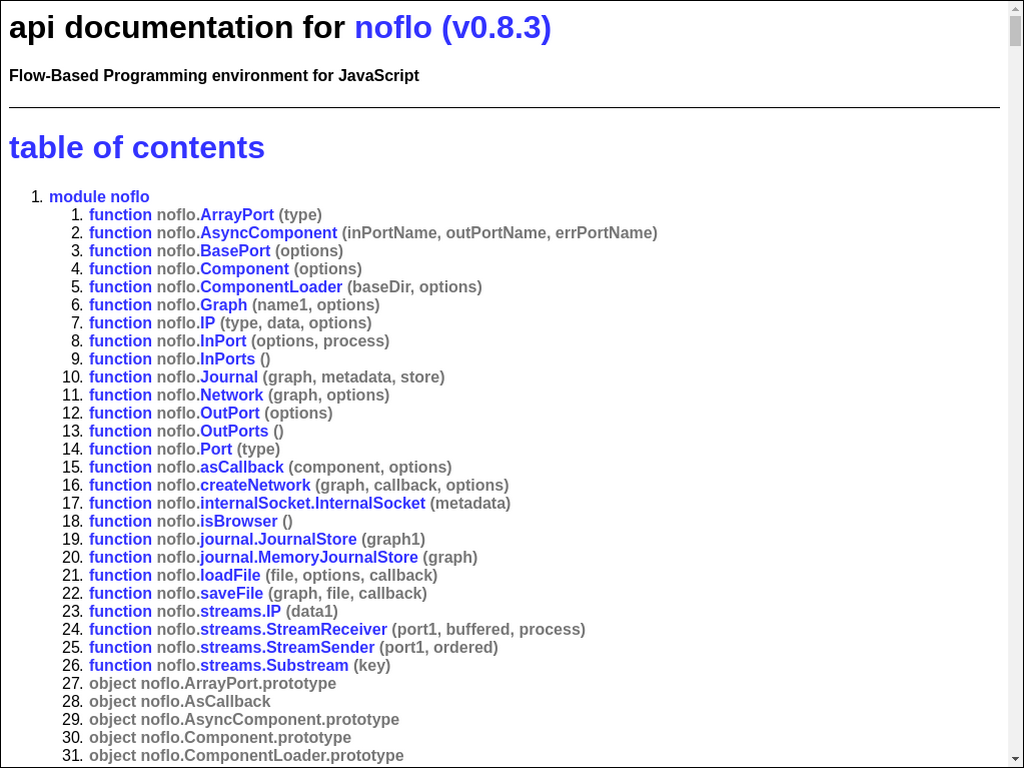 api documentation for noflo (v0.8.3)
Flow-Based Programming environment for JavaScript
table of contents
1. module noflo
1. function noflo.ArrayPort (type)
2. function noflo.AsyncComponent (inPortName, outPortName, errPortName)
3. function noflo.BasePort (options)
4. function noflo.Component (options)
5. function noflo.ComponentLoader (baseDir, options)
6. function noflo.Graph (name1, options)
7. function noflo.IP (type, data, options)
8. function noflo.InPort (options, process)
9. function noflo.InPorts ()
10. function noflo.Journal (graph, metadata, store)
11. function noflo.Network (graph, options)
12. function noflo.OutPort (options)
13. function noflo.OutPorts ()
14. function noflo.Port (type)
15. function noflo.asCallback (component, options)
16. function noflo.createNetwork (graph, callback, options)
17. function noflo.internalSocket.InternalSocket (metadata)
18. function noflo.isBrowser ()
19. function noflo.journal.JournalStore (graph1)
20. function noflo.journal.MemoryJournalStore (graph)
21. function noflo.loadFile (file, options, callback)
22. function noflo.saveFile (graph, file, callback)
23. function noflo.streams.IP (data1)
24. function noflo.streams.StreamReceiver (port1, buffered, process)
25. function noflo.streams.StreamSender (port1, ordered)
26. function noflo.streams.Substream (key)
27. object noflo.ArrayPort.prototype
28. object noflo.AsCallback
29. object noflo.AsyncComponent.prototype
30. object noflo.Component.prototype
31. object noflo.ComponentLoader.prototype